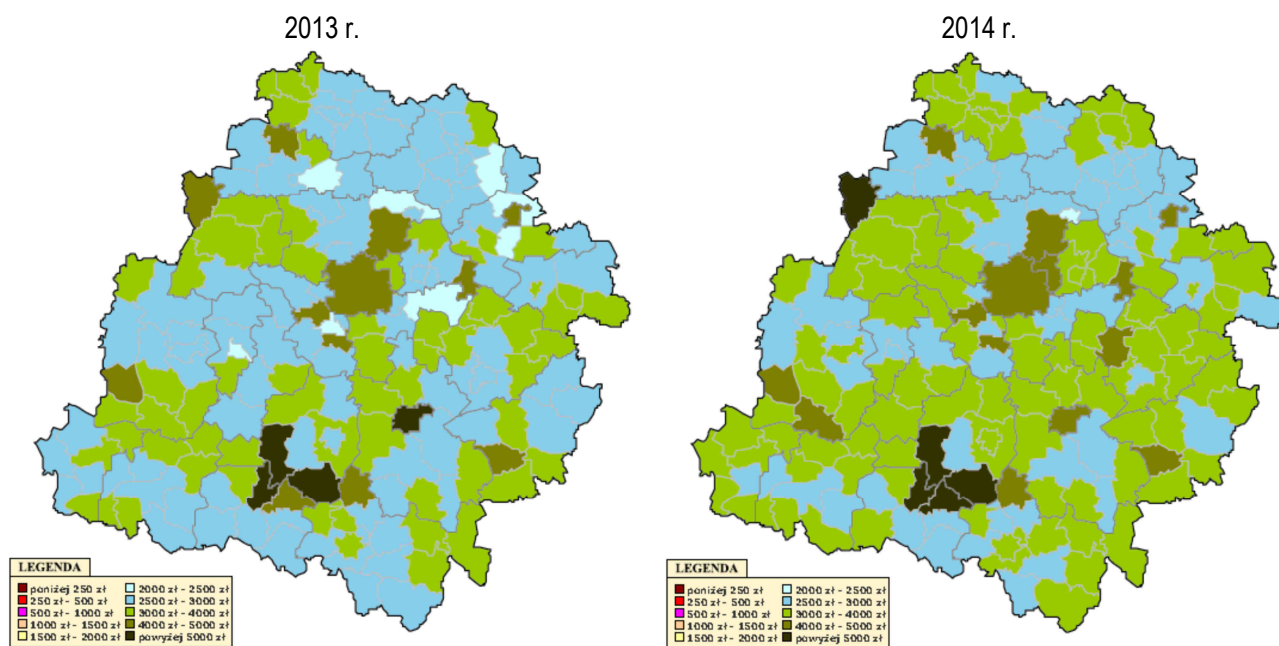 2013 r.
2014 r.
LEGENDA
poniżej 250 zł
2000 zł - 2500 zł
250 zł - 500 zł
2500 zł - 3000 zł
500 zł - 1000 zł
3000 zł - 4000 zł
1000 zł - 1500 zł
4000 zł - 5000 zł
1500 zł - 2000 zł
powyżej 5000 zł
LEGENDA
poniżej 250 zł
2000 zł - 2500 zł
250 zł - 500 zł
2500 zł - 3000 zł
500 zł - 1000 zł
3000 zł - 4000 zł
1000 zł - 1500 zł
4000 zł - 5000 zł
1500 zł - 2000 zł
powyżej 5000 zł